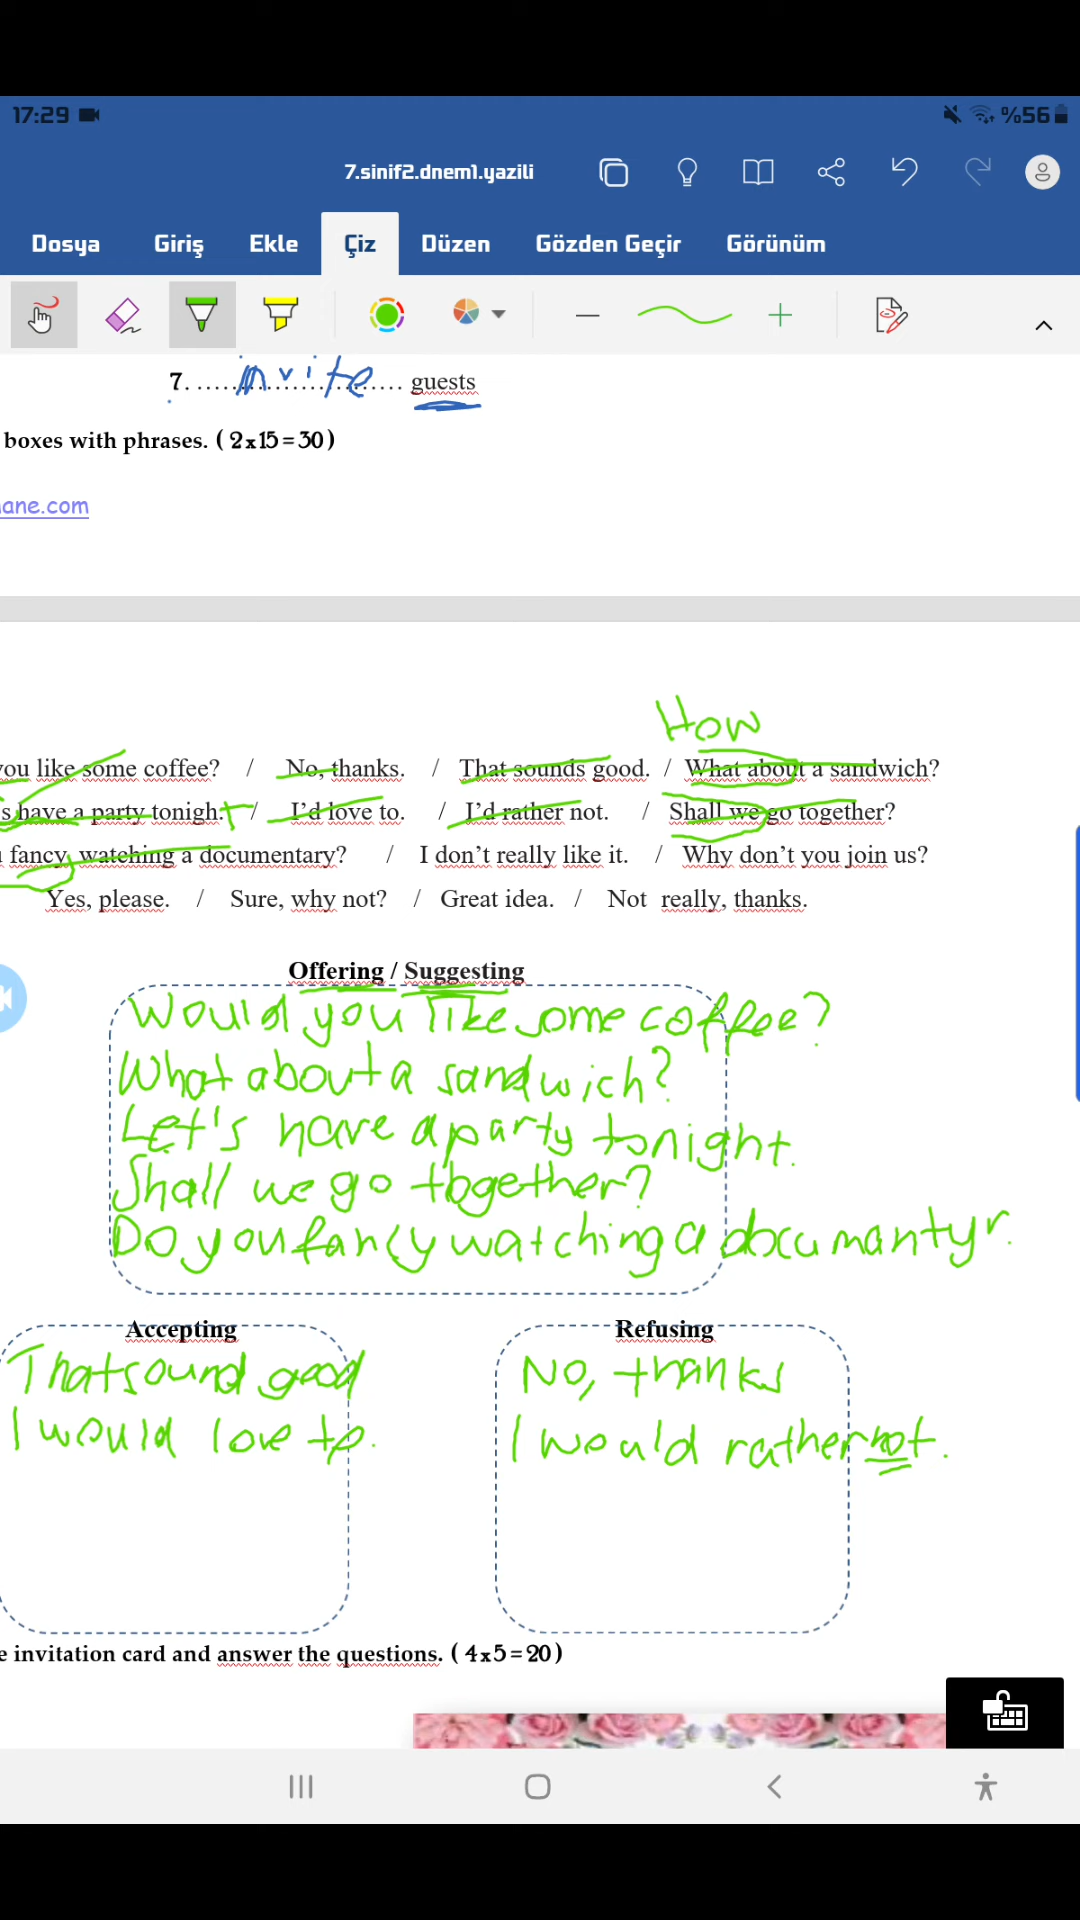 17:29 %56
7.sinif2.dnem1.yazili
Dosya Giriş Ekle Çiz Düzen Gözden Geçir Görünüm
7. ........invite........ guests
boxes with phrases. ( 2x15=30 )
ane.com
How
you like some coffee? / No, thanks. / That sounds good. / What about a sandwich?
s have a party tonight / I'd love to. / I'd rather not. / Shall we go together?
fancy watching a documentary? / I don't really like it. / Why don't you join us?
Yes, please. / Sure, why not? / Great idea. / Not really, thanks.
Offering / Suggesting
Would you like some coffee?
What about a sandwich?
Let's have a party tonight.
Shall we go together?
Do you fancy watching a documantyr.
Accepting Refusing
That sound good No, thanks
I would love to. I would rather not.
e invitation card and answer the questions. ( 4x5=20 )